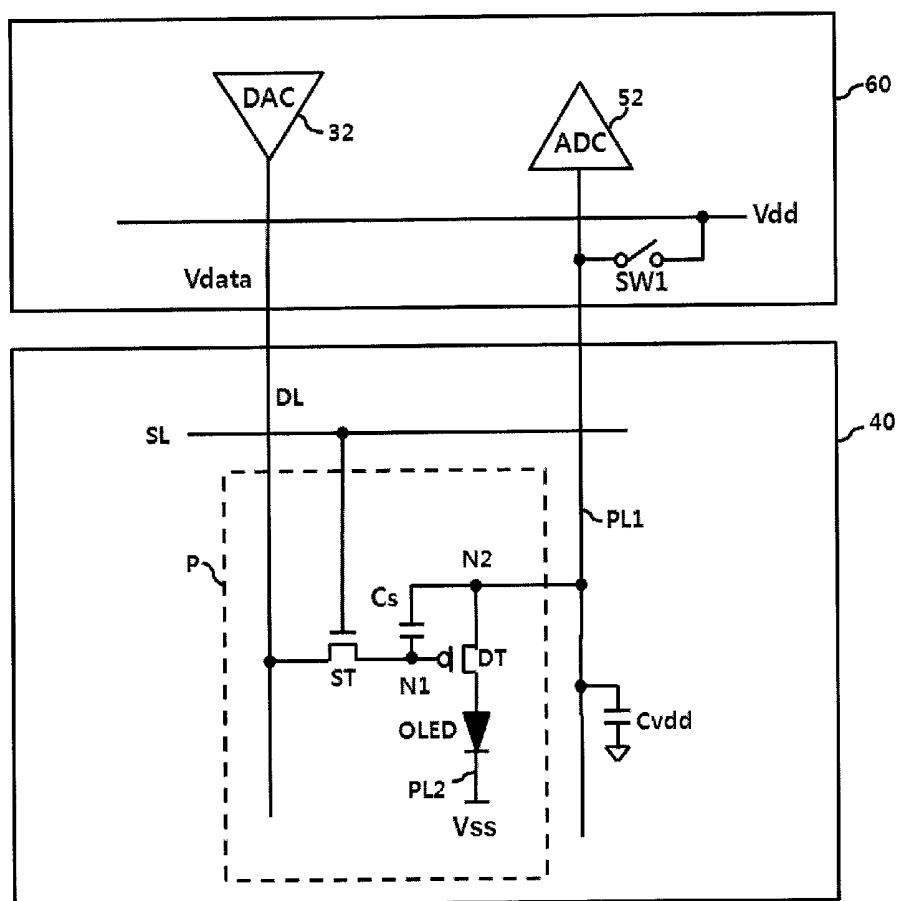 DAC
32
52
ADC
60
Vdd
SW1
Vdata
DL
SL
40
PL1
P
N2
Cs
ST
N1
DT
OLED
Cvdd
PL2
Vss